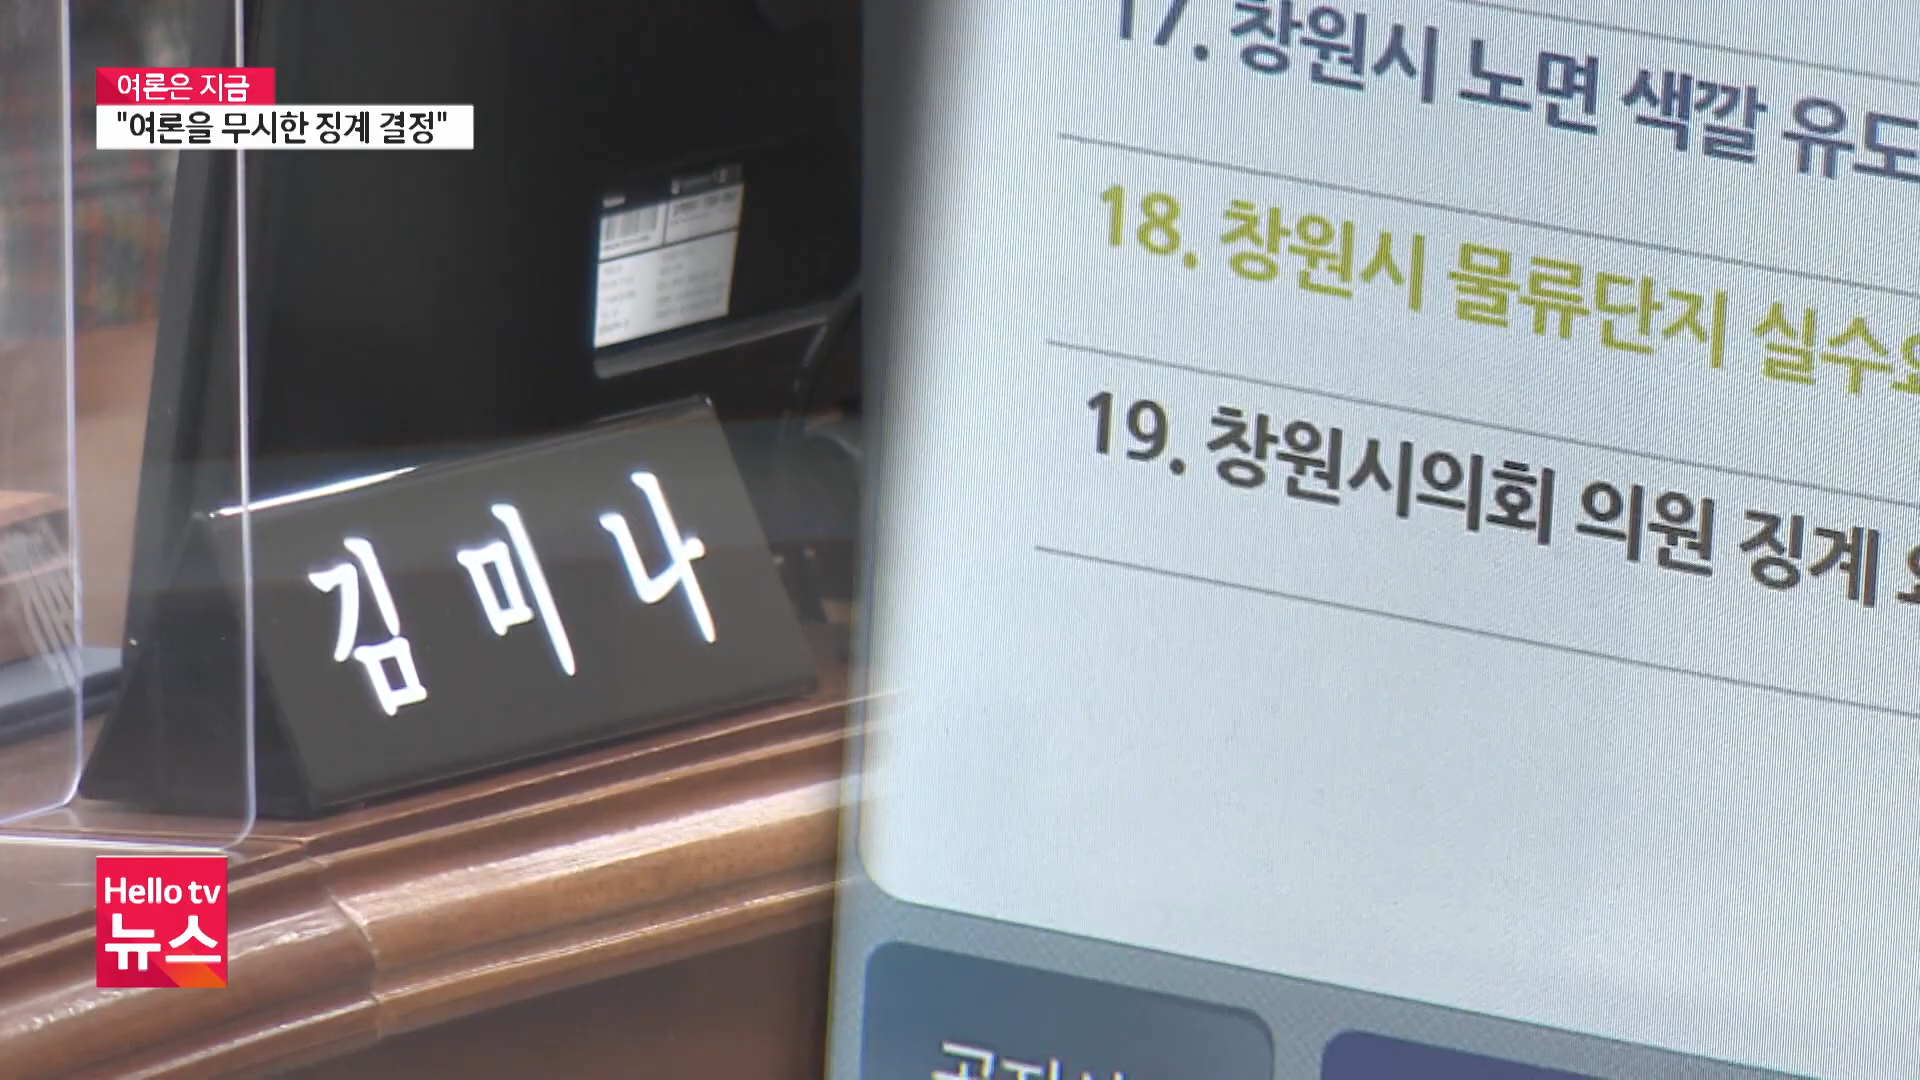 여론은 지금
"여론을 무시한 징계 결정"
김미나
17. 창원시 노면 색깔 유도
18. 창원시 물류단지 실수
19. 창원시의회 의원 징계
Hello tv
뉴스